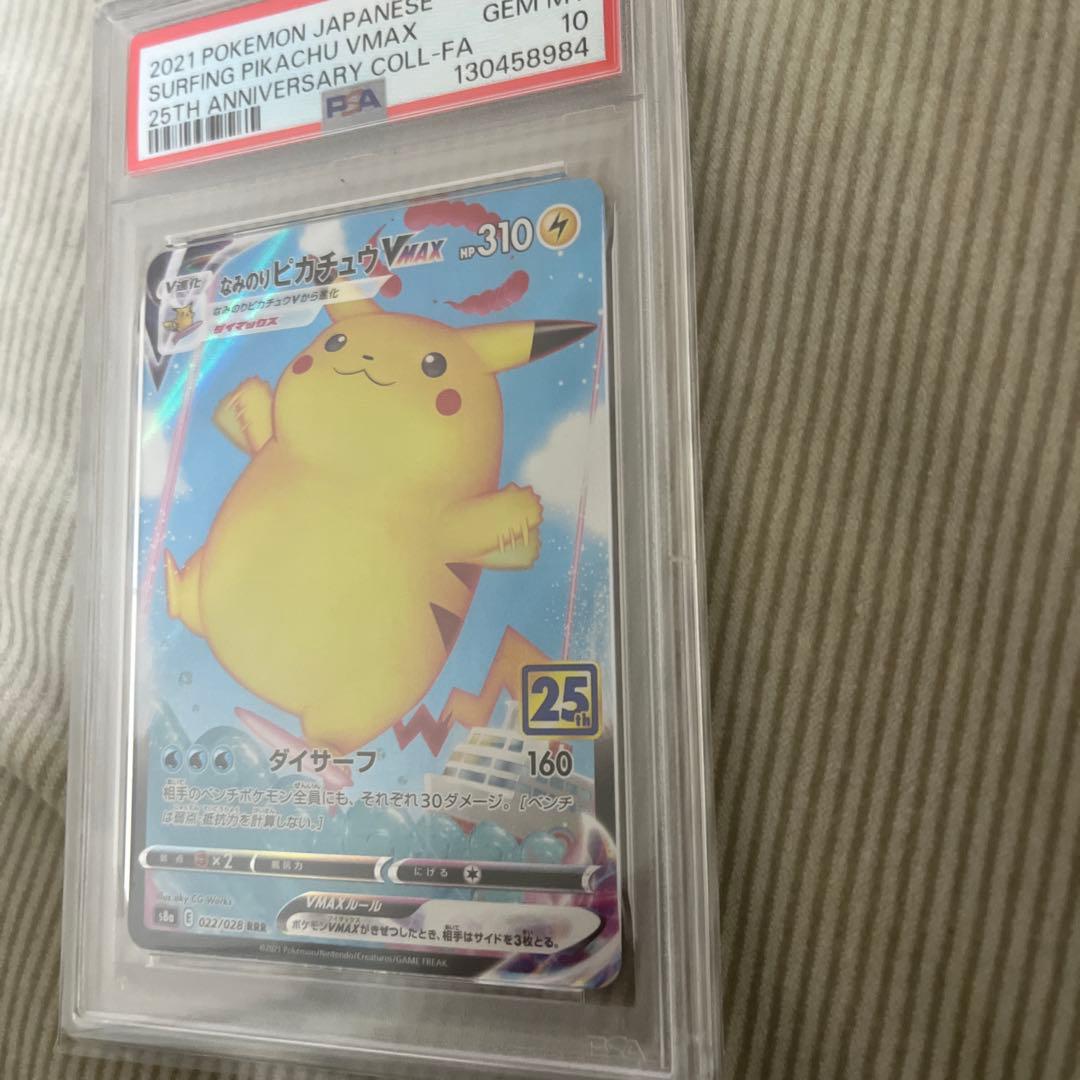 2021 POKEMON JAPANESE
SURFING PIKACHU VMAX
25TH ANNIVERSARY COLL-FA
GEM MT
10
130458984
PSA
V進化
なみのりピカチュウVMAX
HP310
なみのりピカチュウVから進化
ダイマックス
25th
ダイサーフ 160
相手のベンチポケモン全員にも、それぞれ30ダメージ。[ベンチ
は弱点・抵抗力を計算しない。]
弱点 ×2 抵抗力 にげる
illus. aky CG Works
s8a E 022/028 RRR
VMAXルール
ポケモンVMAXがきぜつしたとき、相手はサイドを3枚とる。
©2021 Pokémon/Nintendo/Creatures/GAME FREAK.
PSA